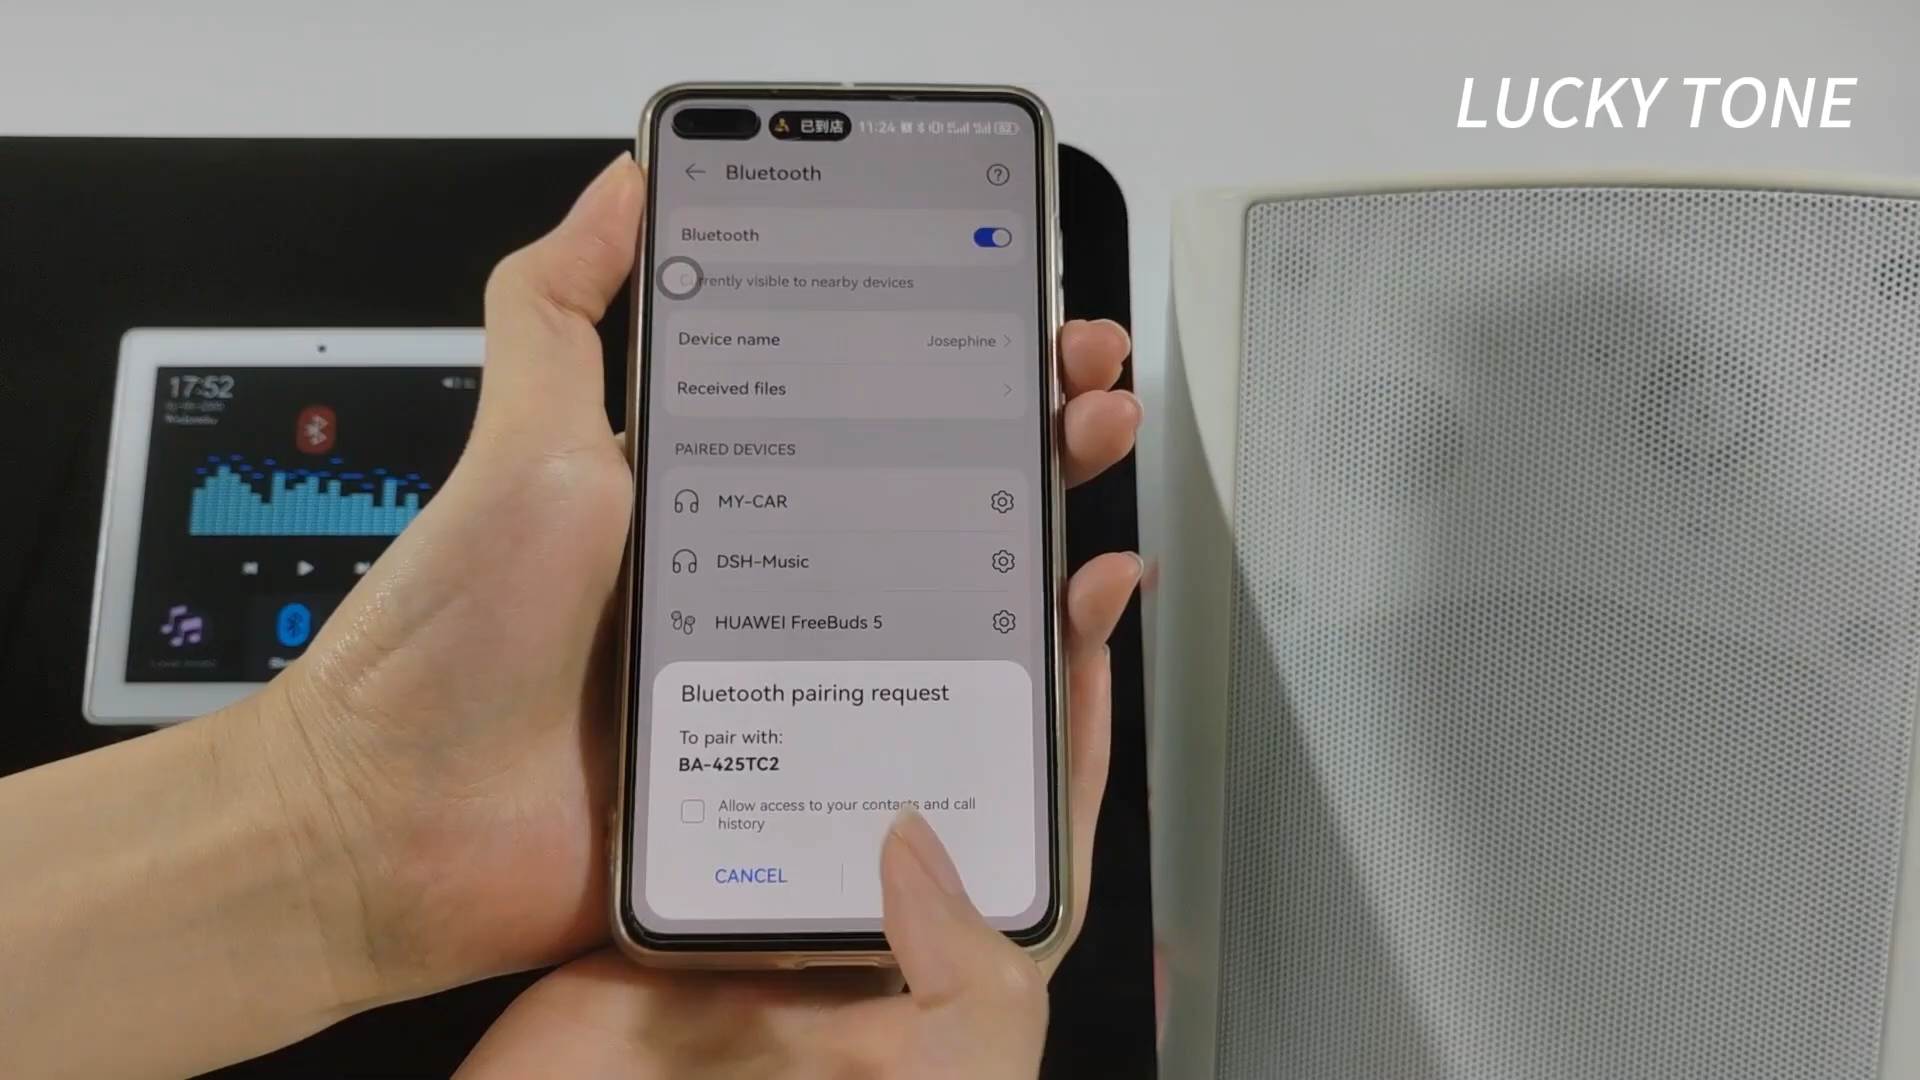 LUCKY TONE
已到店 11:24
Bluetooth
Bluetooth
Currently visible to nearby devices
Device name Josephine
Received files
PAIRED DEVICES
MY-CAR
DSH-Music
HUAWEI FreeBuds 5
Bluetooth pairing request
To pair with:
BA-425TC2
Allow access to your contacts and call
history
CANCEL
17:52